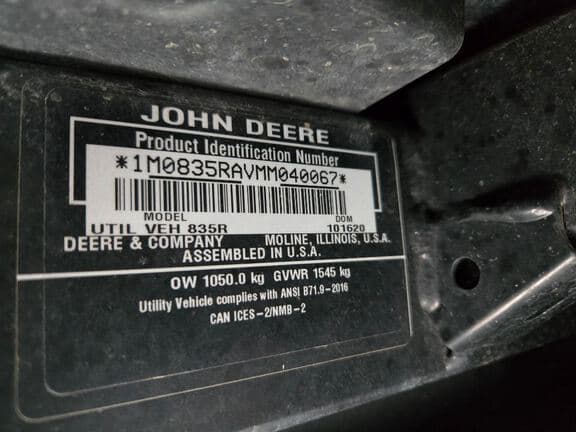 JOHN DEERE
Product Identification Number
*1M0835RAVMM040067*
MODEL DOM
UTIL VEH 835R 101620
DEERE & COMPANY MOLINE, ILLINOIS, U.S.A.
ASSEMBLED IN U.S.A.
OW 1050.0 kg GVWR 1545 kg
Utility Vehicle complies with ANSI B71.9-2016
CAN ICES-2/NMB-2